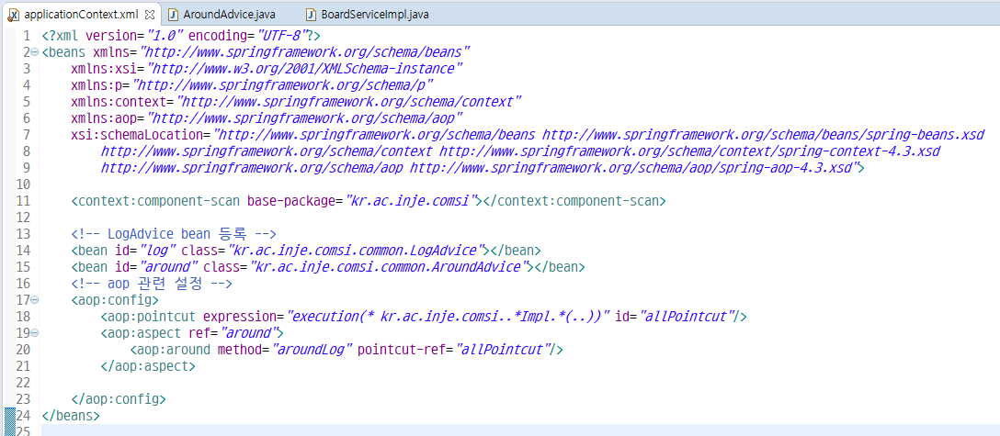 applicationContext.xml AroundAdvice.java BoardServiceImpl.java
1 <?xml version="1.0" encoding="UTF-8"?>
2 <beans xmlns="http://www.springframework.org/schema/beans"
3 xmlns:xsi="http://www.w3.org/2001/XMLSchema-instance"
4 xmlns:p="http://www.springframework.org/schema/p"
5 xmlns:context="http://www.springframework.org/schema/context"
6 xmlns:aop="http://www.springframework.org/schema/aop"
7 xsi:schemaLocation="http://www.springframework.org/schema/beans http://www.springframework.org/schema/beans/spring-beans.xsd
8 http://www.springframework.org/schema/context http://www.springframework.org/schema/context/spring-context-4.3.xsd
9 http://www.springframework.org/schema/aop http://www.springframework.org/schema/aop/spring-aop-4.3.xsd">
10
11 <context:component-scan base-package="kr.ac.inje.comsi"></context:component-scan>
12
13 <!-- LogAdvice bean 등록 -->
14 <bean id="log" class="kr.ac.inje.comsi.common.LogAdvice"></bean>
15 <bean id="around" class="kr.ac.inje.comsi.common.AroundAdvice"></bean>
16 <!-- aop 관련 설정 -->
17 <aop:config>
18 <aop:pointcut expression="execution(* kr.ac.inje.comsi..*Impl.*(..))" id="allPointcut"/>
19 <aop:aspect ref="around">
20 <aop:around method="aroundLog" pointcut-ref="allPointcut"/>
21 </aop:aspect>
22
23 </aop:config>
24 </beans>
25